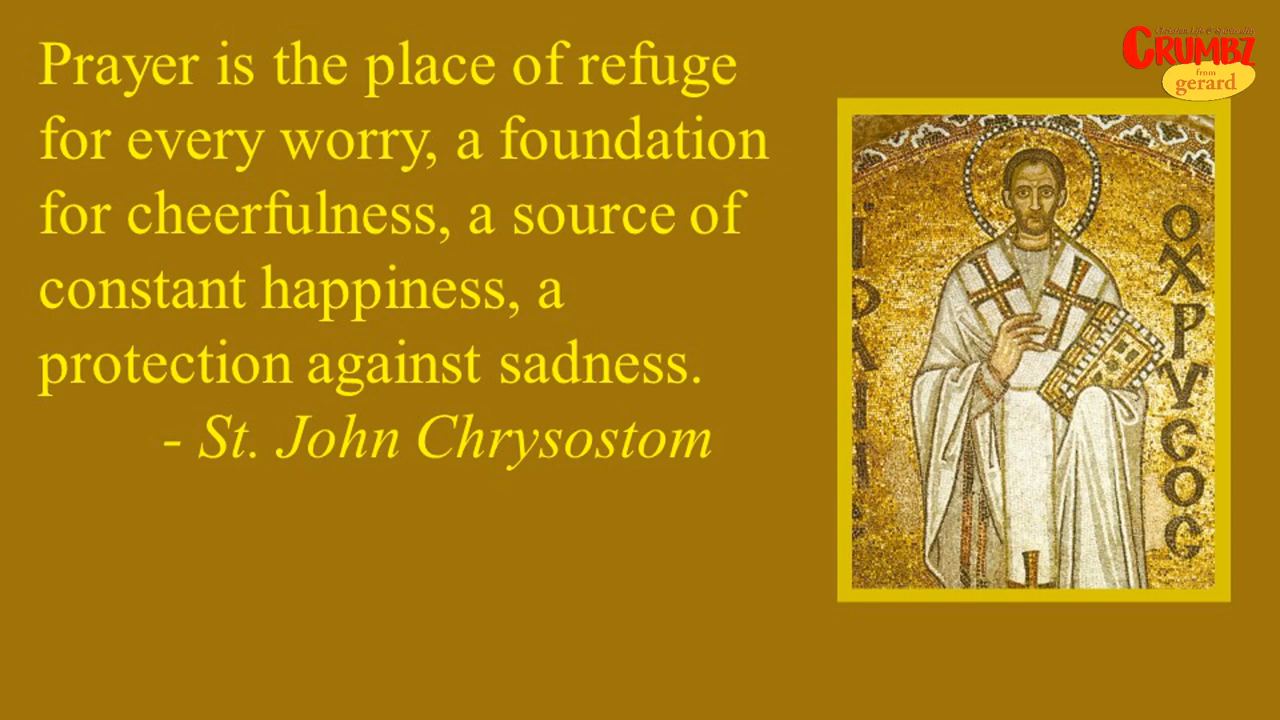 Prayer is the place of refuge
for every worry, a foundation
for cheerfulness, a source of
constant happiness, a
protection against sadness.
- St. John Chrysostom
CRUMBZ
from
gerard
Ο
Χ
Ρ
V
C
Ο
C